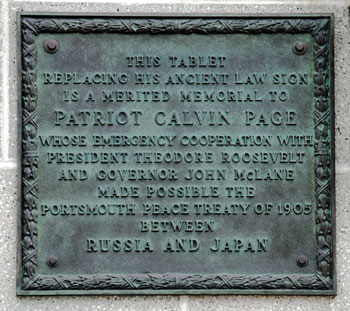 THIS TABLET
REPLACING HIS ANCIENT LAW SIGN
IS A MERITED MEMORIAL TO
PATRIOT CALVIN PAGE
WHOSE EMERGENCY COOPERATION WITH
PRESIDENT THEODORE ROOSEVELT
AND GOVERNOR JOHN McLANE
MADE POSSIBLE THE
PORTSMOUTH PEACE TREATY OF 1905
BETWEEN
RUSSIA AND JAPAN